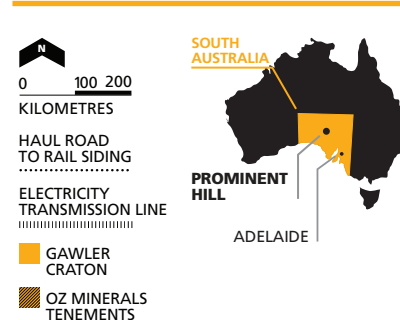 N
0 100 200
KILOMETRES
HAUL ROAD
TO RAIL SIDING
ELECTRICITY
TRANSMISSION LINE
GAWLER
CRATON
OZ MINERALS
TENEMENTS
SOUTH
AUSTRALIA
PROMINENT
HILL
ADELAIDE